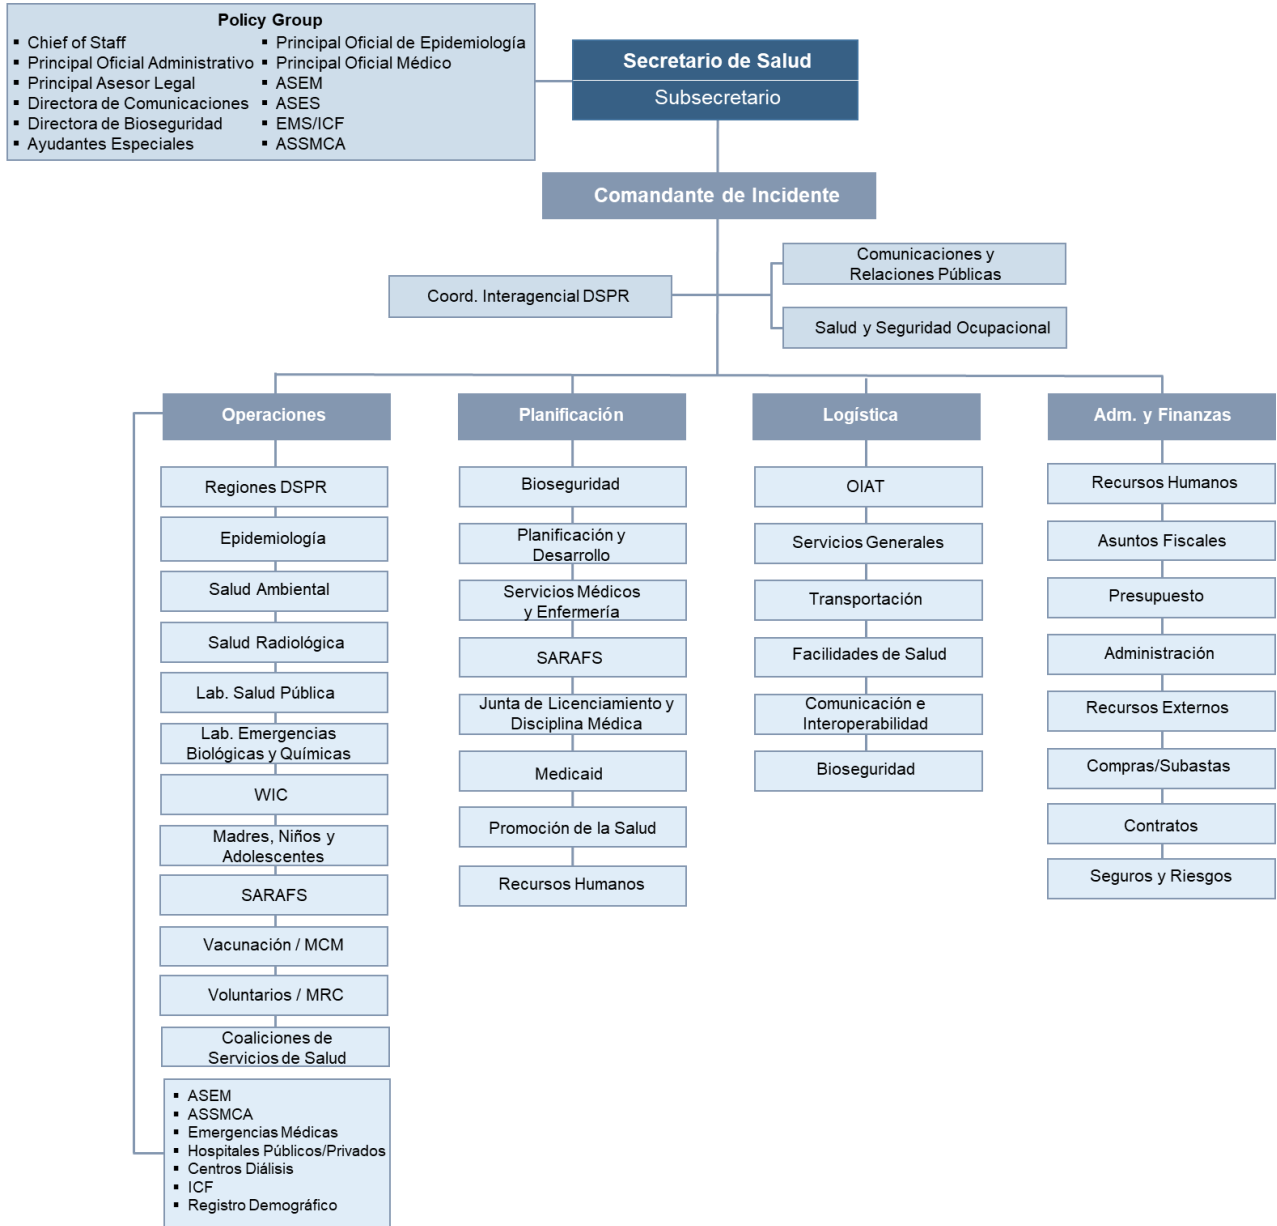 Policy Group
▪ Chief of Staff
▪ Principal Oficial Administrativo
▪ Principal Asesor Legal
▪ Directora de Comunicaciones
▪ Directora de Bioseguridad
▪ Ayudantes Especiales
▪ Principal Oficial de Epidemiología
▪ Principal Oficial Médico
▪ ASEM
▪ ASES
▪ EMS/ICF
▪ ASSMCA
Secretario de Salud
Subsecretario
Comandante de Incidente
Coord. Interagencial DSPR
Comunicaciones y
Relaciones Públicas
Salud y Seguridad Ocupacional
Operaciones
Regiones DSPR
Epidemiología
Salud Ambiental
Salud Radiológica
Lab. Salud Pública
Lab. Emergencias
Biológicas y Químicas
WIC
Madres, Niños y
Adolescentes
SARAFS
Vacunación / MCM
Voluntarios / MRC
Coaliciones de
Servicios de Salud
▪ ASEM
▪ ASSMCA
▪ Emergencias Médicas
▪ Hospitales Públicos/Privados
▪ Centros Diálisis
▪ ICF
▪ Registro Demográfico
Planificación
Bioseguridad
Planificación y
Desarrollo
Servicios Médicos
y Enfermería
SARAFS
Junta de Licenciamiento y
Disciplina Médica
Medicaid
Promoción de la Salud
Recursos Humanos
Logística
OIAT
Servicios Generales
Transportación
Facilidades de Salud
Comunicación e
Interoperabilidad
Bioseguridad
Adm. y Finanzas
Recursos Humanos
Asuntos Fiscales
Presupuesto
Administración
Recursos Externos
Compras/Subastas
Contratos
Seguros y Riesgos